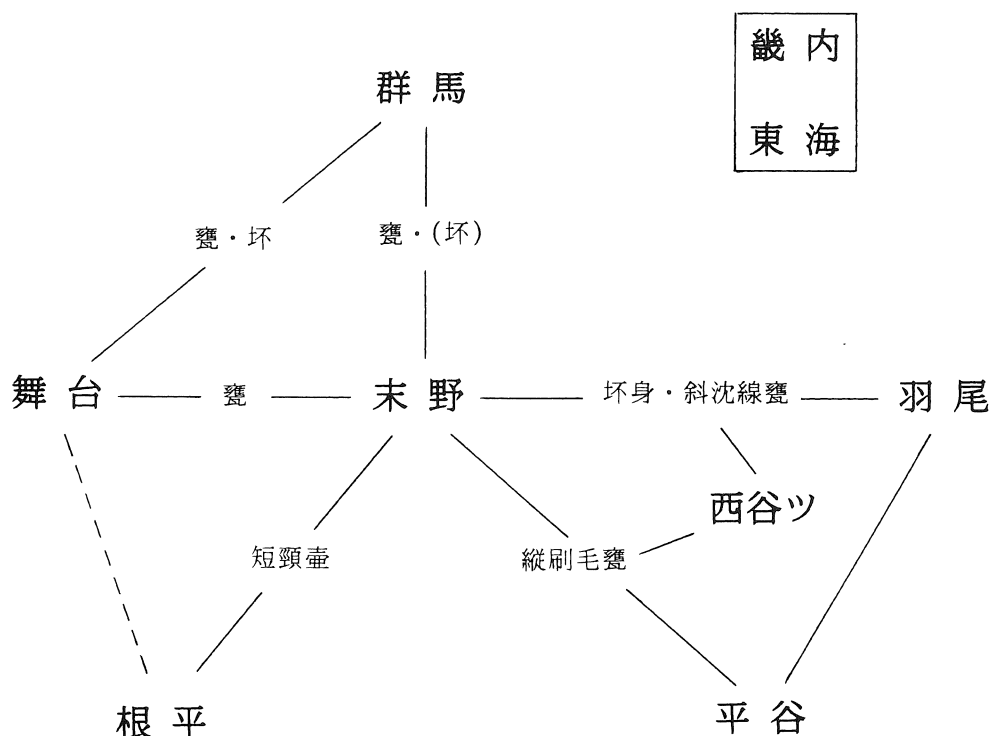 畿内
東海
群馬
甕・坏
甕・(坏)
舞台
甕
末野
坏身・斜沈線甕
羽尾
西谷ツ
短頸壷
縦刷毛甕
根平
平谷